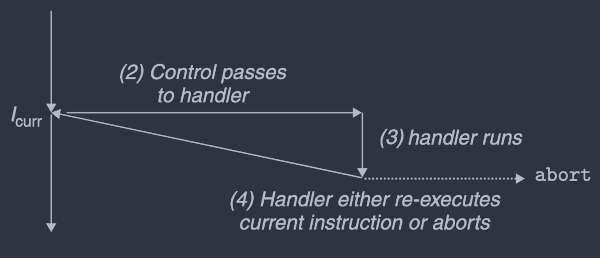 (2) Control passes
to handler
I curr
(3) handler runs
abort
(4) Handler either re-executes
current instruction or aborts